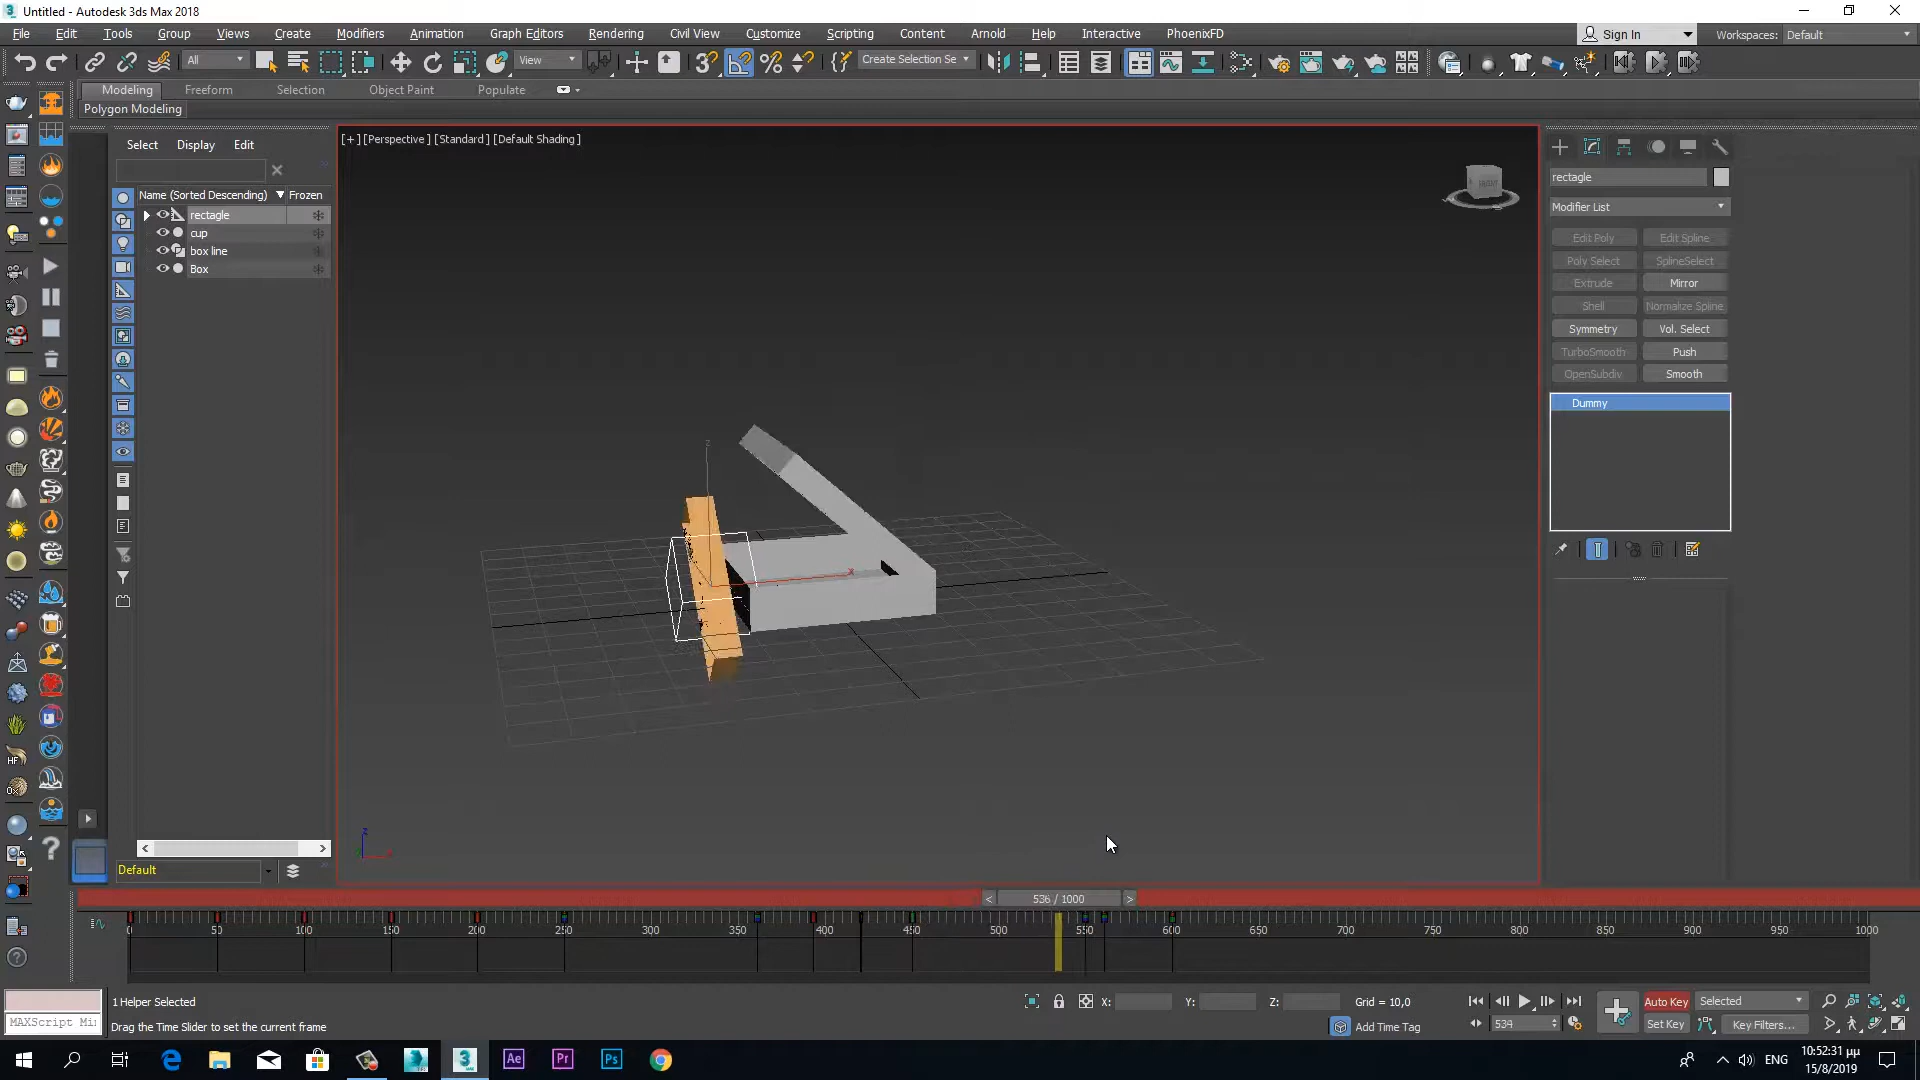 Untitled - Autodesk 3ds Max 2018
File Edit Tools Group Views Create Modifiers Animation Graph Editors Rendering Civil View Customize Scripting Content Arnold Help Interactive PhoenixFD
Sign In
Workspaces: Default
All
View
Create Selection Se
Modeling Freeform Selection Object Paint Populate
Polygon Modeling
Select Display Edit
[+] [Perspective] [Standard] [Default Shading]
Name (Sorted Descending) Frozen
rectagle
cup
box line
Box
rectagle
Modifier List
Edit Poly Edit Spline
Poly Select SplineSelect
Extrude Mirror
Shell Normalize Spline
Symmetry Vol. Select
TurboSmooth Push
OpenSubdiv Smooth
Dummy
Default
< 536 / 1000 >
0 50 100 150 200 250 300 350 400 450 500 550 600 650 700 750 800 850 900 950 1000
1 Helper Selected
X: Y: Z: Grid = 10,0
Auto Key
Selected
MAXScript Mi
Drag the Time Slider to set the current frame
Add Time Tag
534
Set Key
Key Filters...
Ae Pr Ps
ENG
10:52:31 μμ
15/8/2019